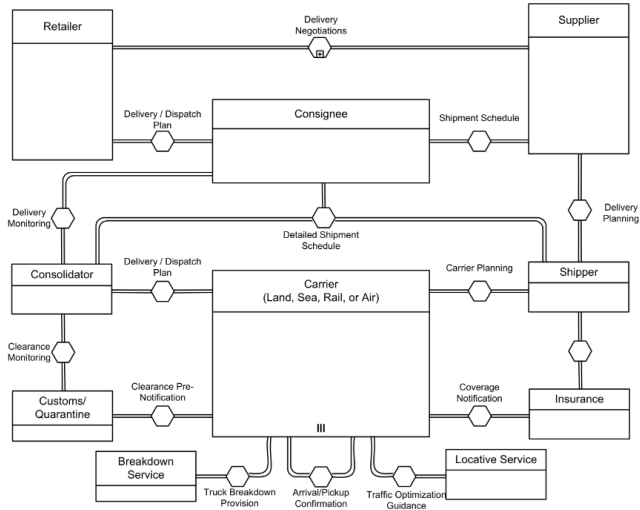 Retailer
Delivery
Negotiations
Supplier
Delivery / Dispatch
Plan
Consignee
Shipment Schedule
Delivery
Monitoring
Detailed Shipment
Schedule
Delivery
Planning
Consolidator
Delivery / Dispatch
Plan
Carrier
(Land, Sea, Rail, or Air)
Carrier Planning
Shipper
Clearance
Monitoring
Customs/
Quarantine
Clearance Pre-
Notification
Coverage
Notification
Insurance
Breakdown
Service
Truck Breakdown
Provision
Arrival/Pickup
Confirmation
Traffic Optimization
Guidance
Locative Service